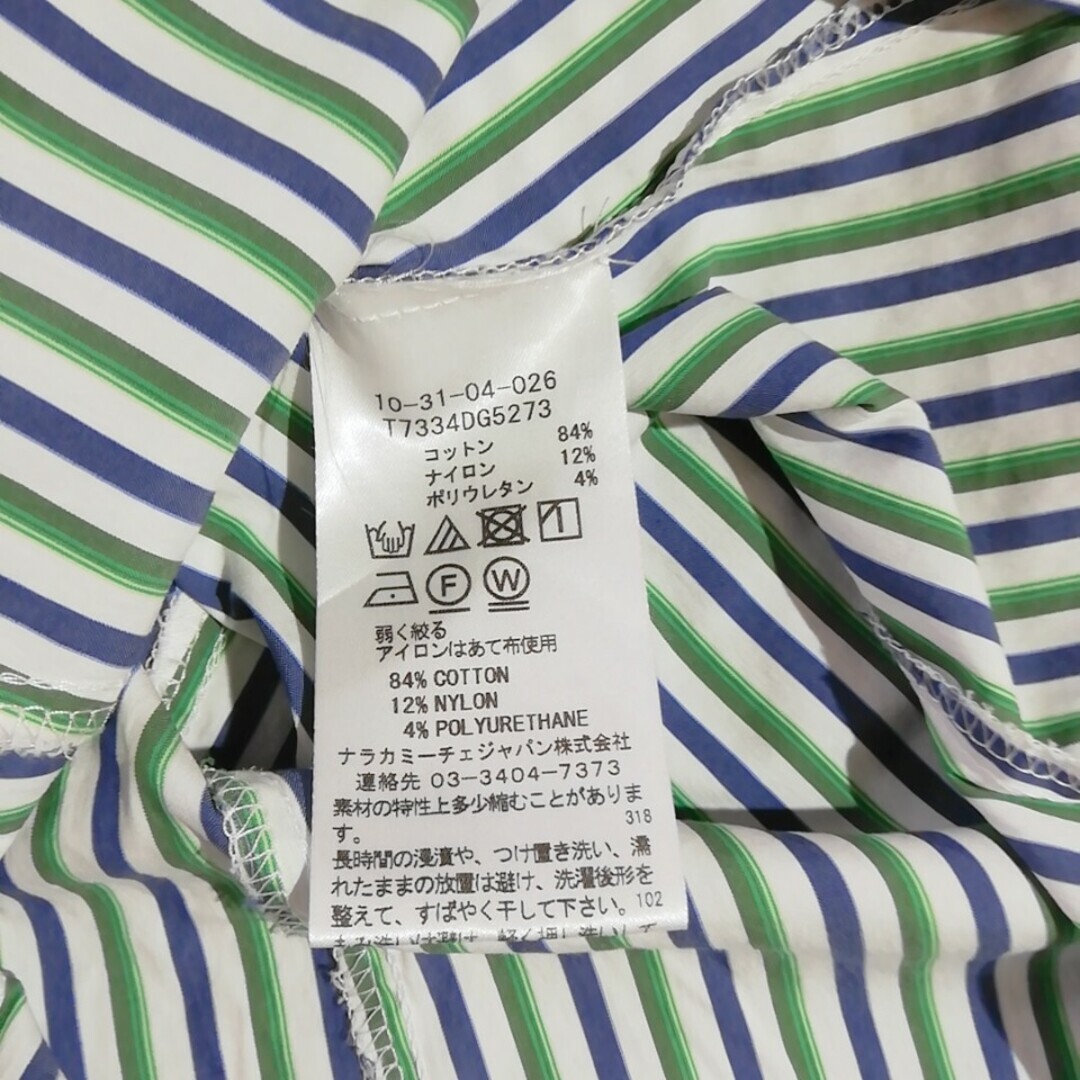 10-31-04-026
T7334DG5273
コットン 84%
ナイロン 12%
ポリウレタン 4%
F W
弱く絞る
アイロンはあて布使用
84% COTTON
12% NYLON
4% POLYURETHANE
ナラカミーチェジャパン株式会社
連絡先 03-3404-7373
素材の特性上多少縮むことがありま
す。 318
長時間の浸漬や、つけ置き洗い、濡
れたままの放置は避け、洗濯後形を
整えて、すばやく干して下さい。102